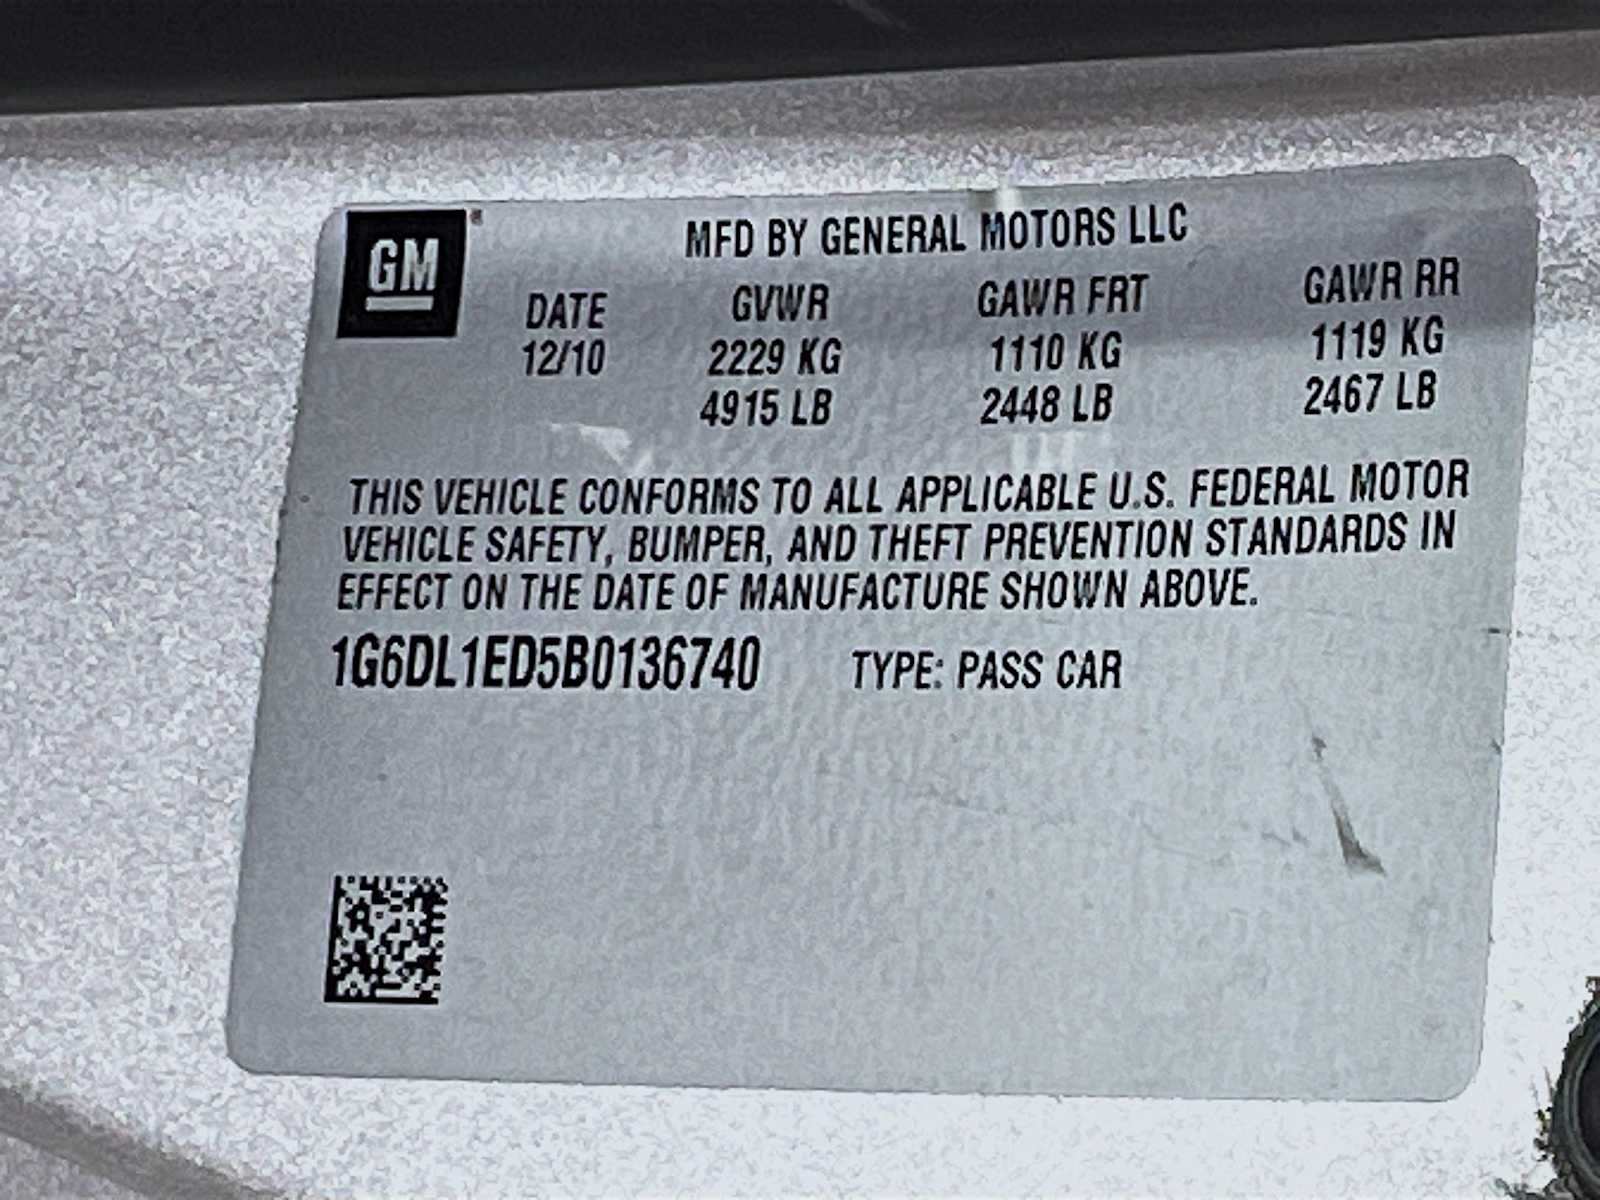 GM
MFD BY GENERAL MOTORS LLC
DATE GVWR GAWR FRT GAWR RR
12/10 2229 KG 1110 KG 1119 KG
4915 LB 2448 LB 2467 LB
THIS VEHICLE CONFORMS TO ALL APPLICABLE U.S. FEDERAL MOTOR
VEHICLE SAFETY, BUMPER, AND THEFT PREVENTION STANDARDS IN
EFFECT ON THE DATE OF MANUFACTURE SHOWN ABOVE.
1G6DL1ED5B0136740 TYPE: PASS CAR